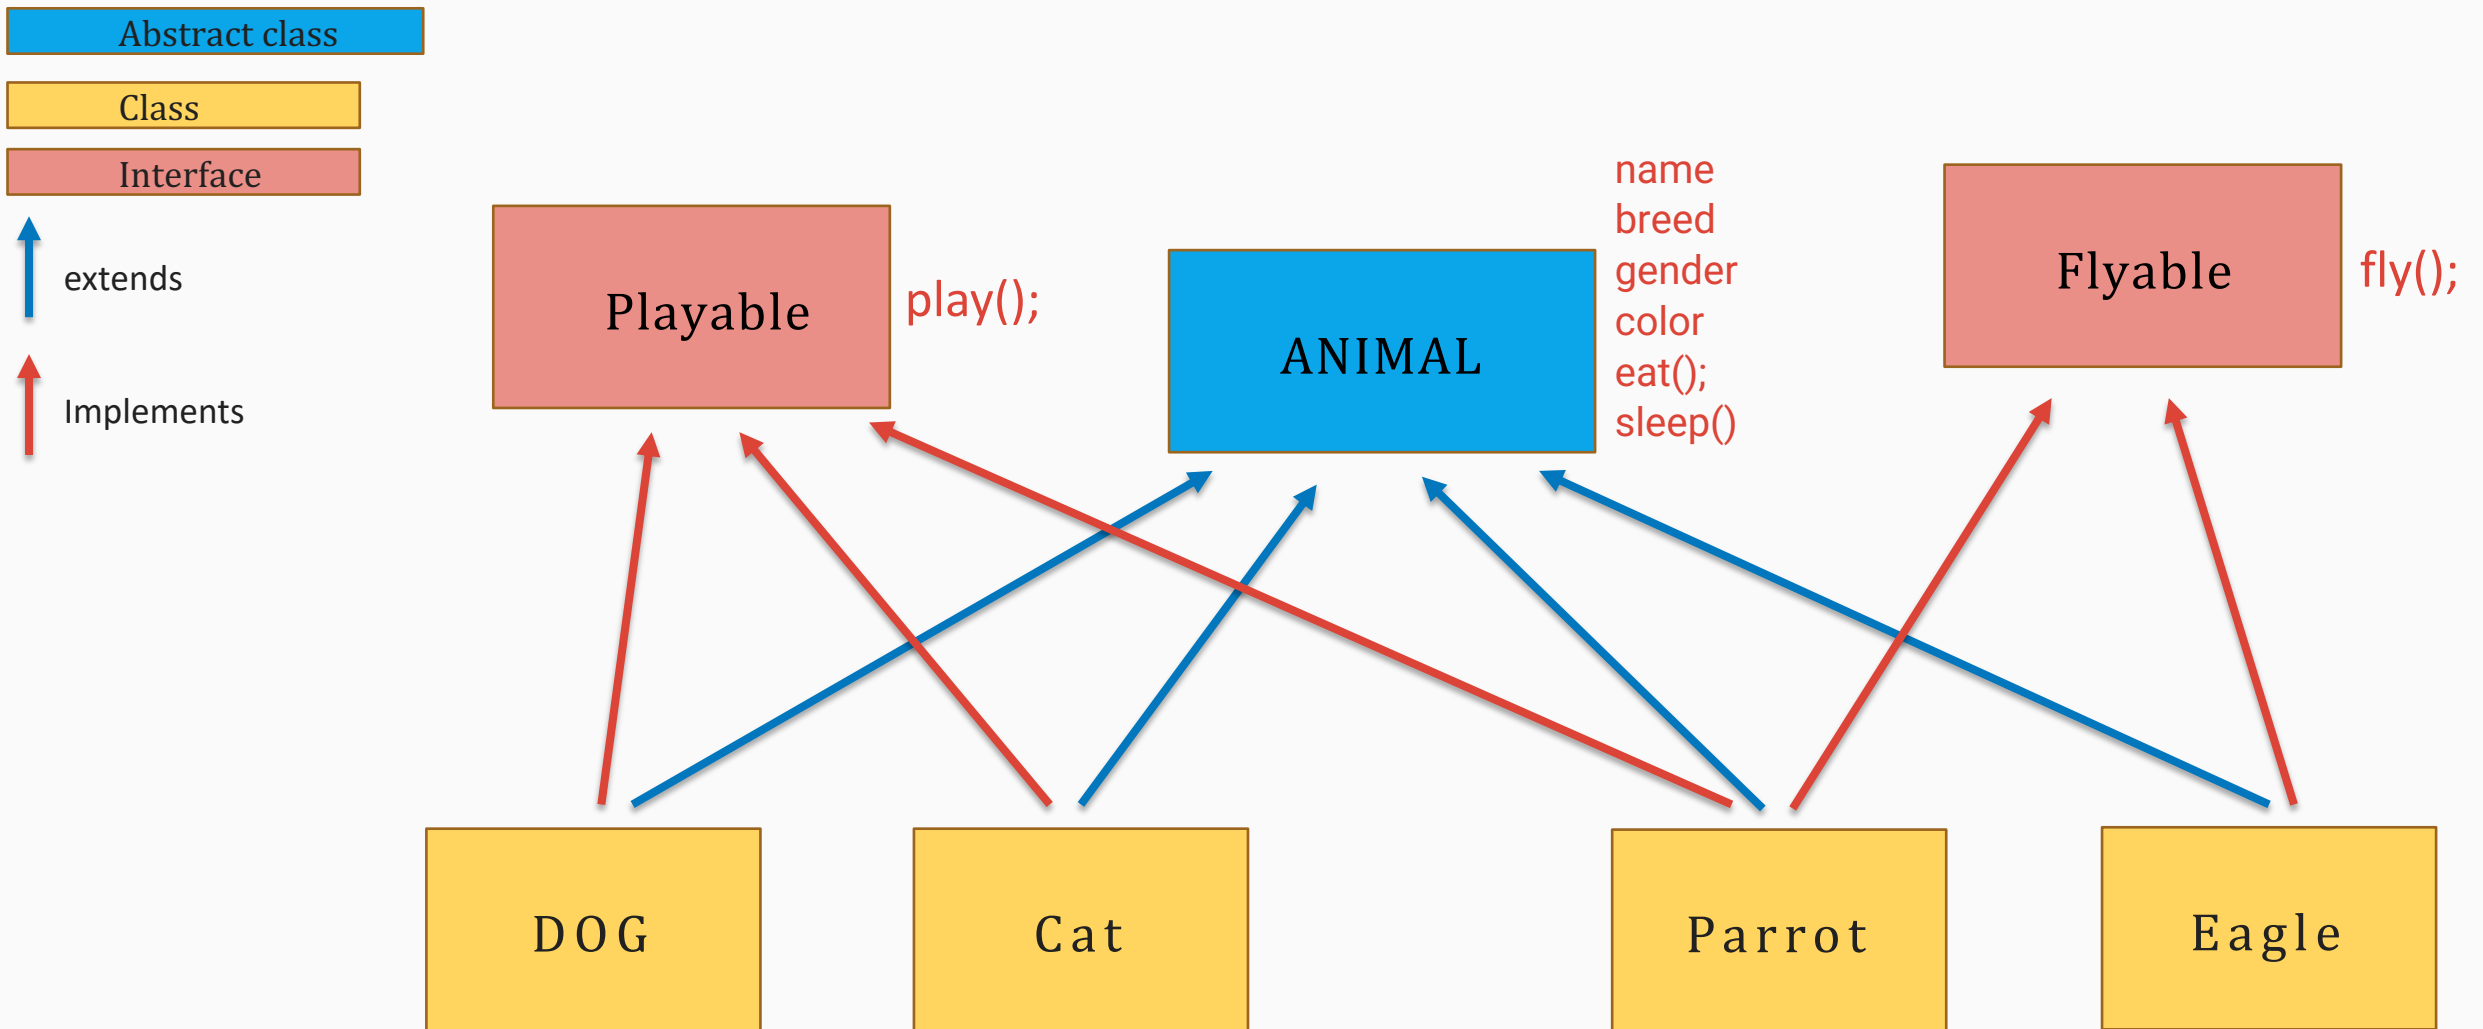 Abstract class
Class
Interface
extends
Implements
Playable
play();
ANIMAL
name
breed
gender
color
eat();
sleep()
Flyable
fly();
DOG
Cat
Parrot
Eagle